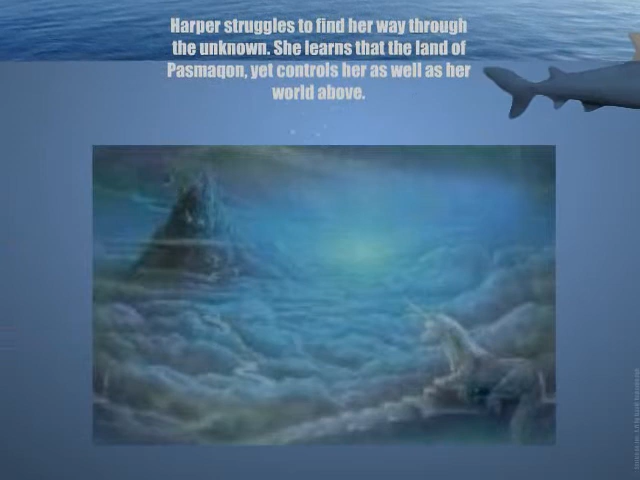 Harper struggles to find her way through
the unknown. She learns that the land of
Pasmaqon, yet controls her as well as her
world above.